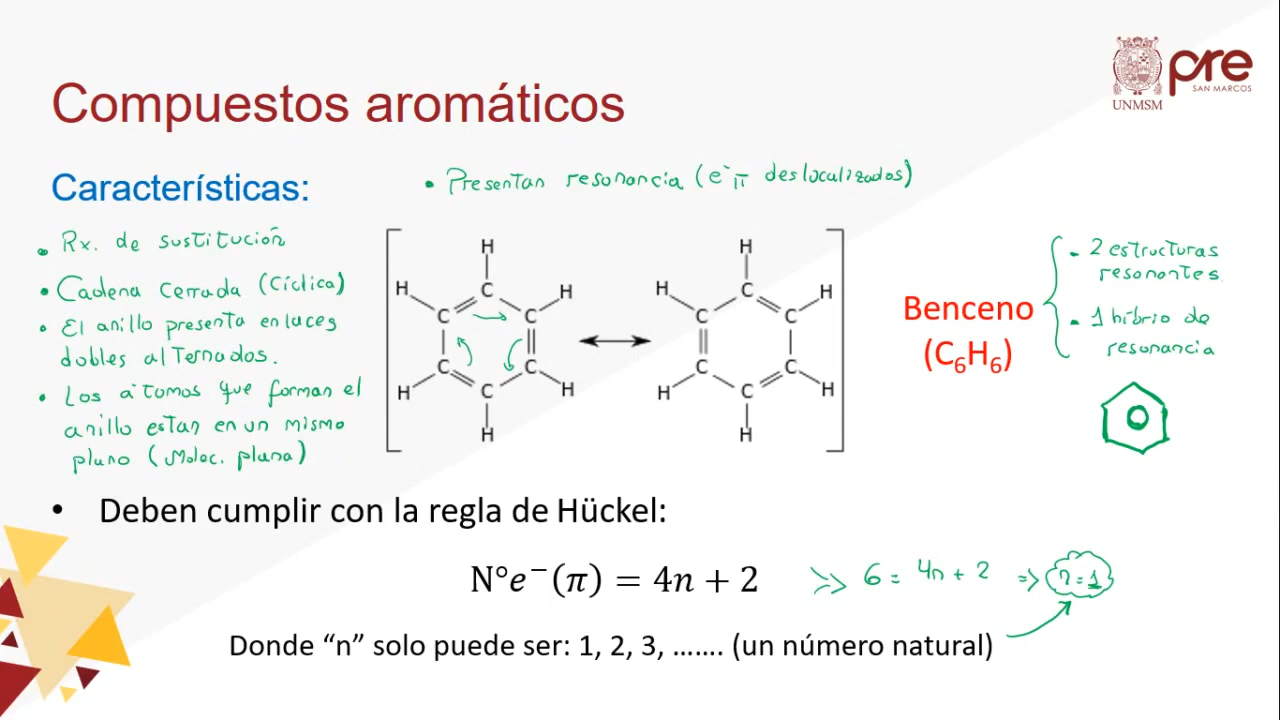 Compuestos aromáticos
UNMSM
pre
SAN MARCOS
Características:
• Presentan resonancia (e⁻π deslocalizados)
• Rx. de sustitución
• Cadena cerrada (Cíclica)
• El anillo presenta enlaces
dobles alTernados.
• Los átomos que forman el
anillo estan en un mismo
plano (Molec. plana)
H
H C H
C C
C C
H C H
H
H
H C H
C C
C C
H C H
H
Benceno
(C₆H₆)
- 2 estructuras
resonantes.
- 1 híbrio de
resonancia
• Deben cumplir con la regla de Hückel:
N°e⁻(π) = 4n + 2
>> 6 = 4n + 2 => n = 1
Donde “n” solo puede ser: 1, 2, 3, ....... (un número natural)